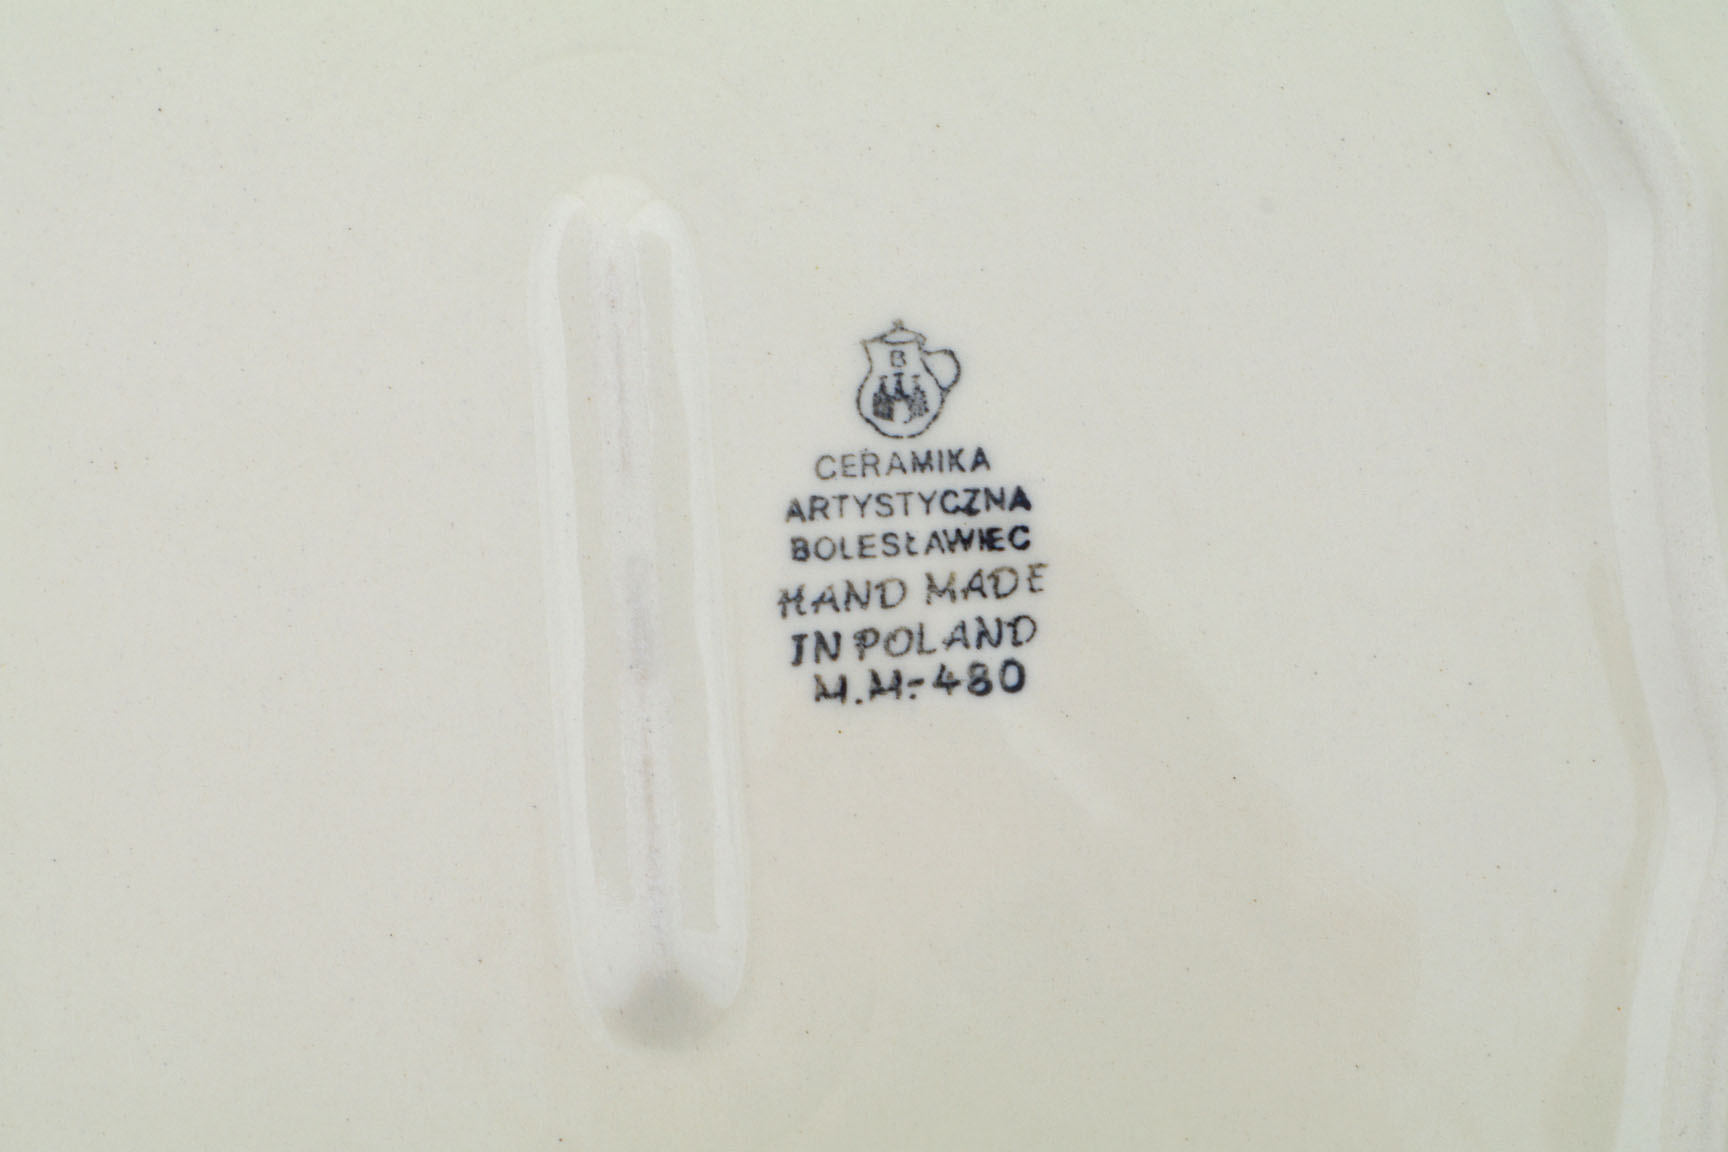 B
CERAMIKA
ARTYSTYCZNA
BOLESŁAWIEC
HAND MADE
IN POLAND
M.M-480